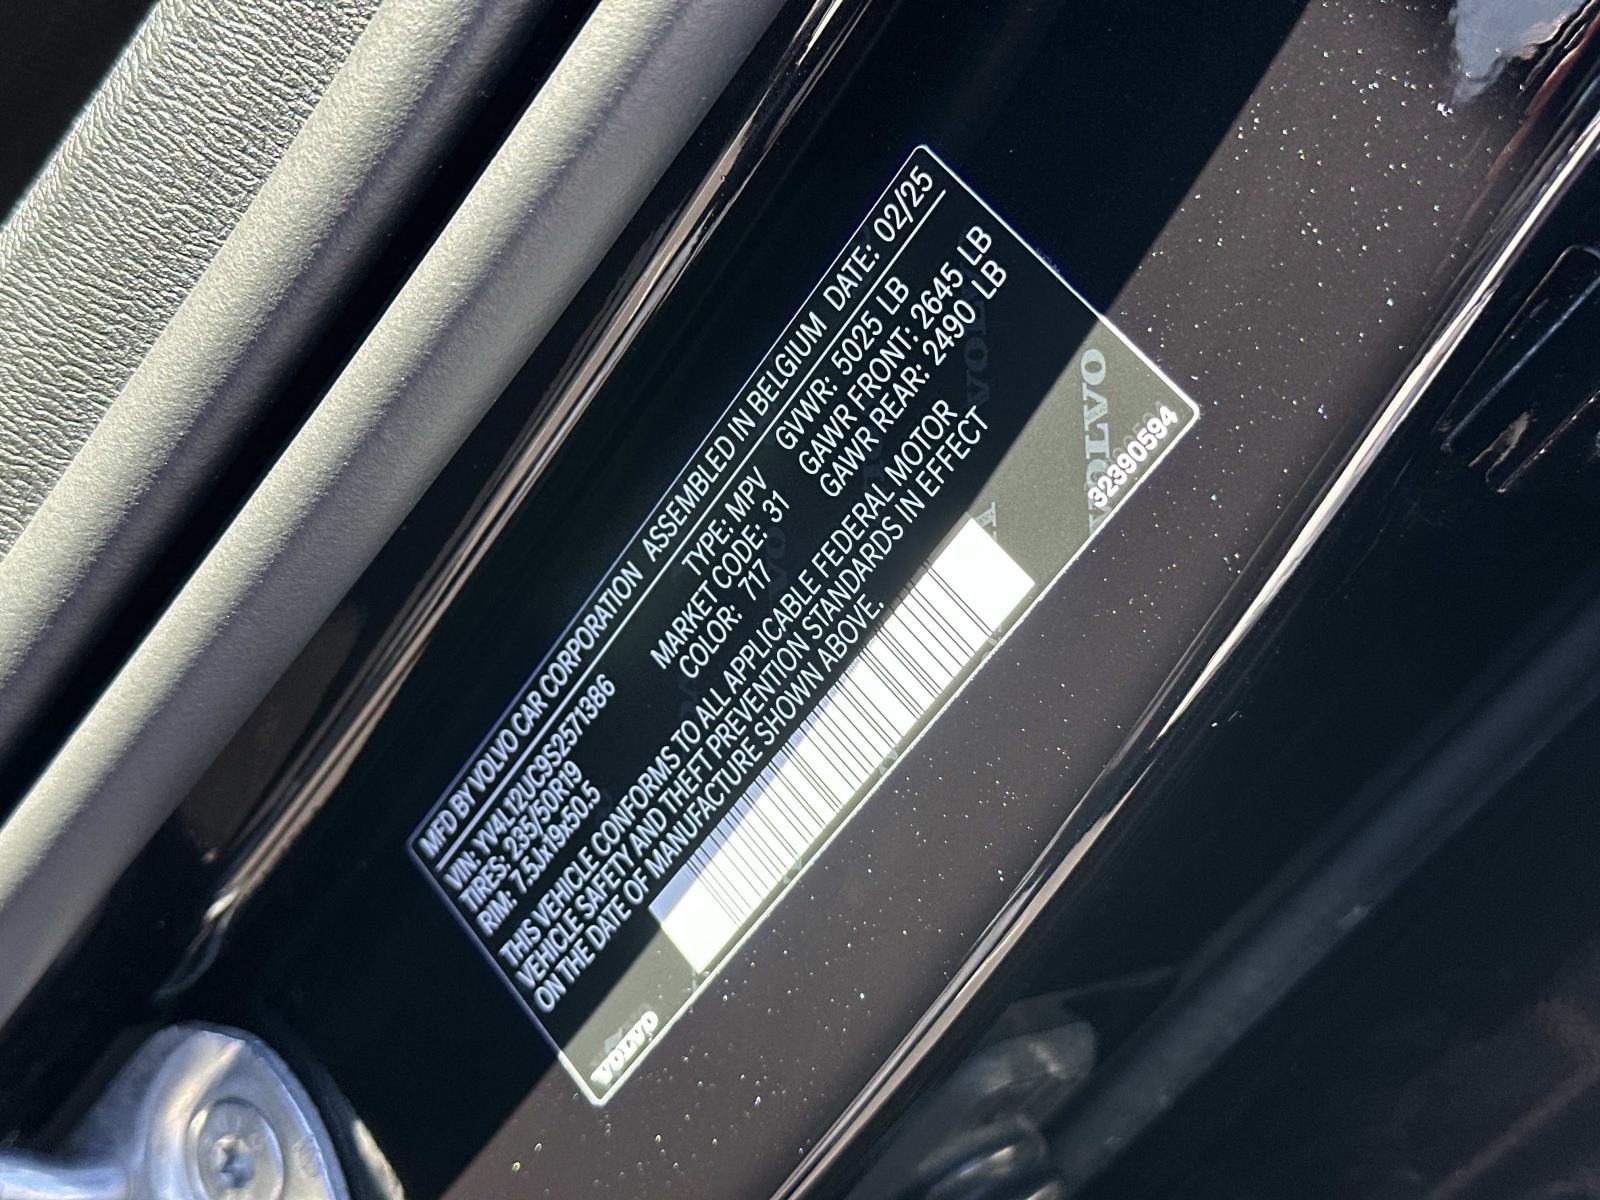 MFD BY VOLVO CAR CORPORATION ASSEMBLED IN BELGIUM DATE: 02/25
VIN: YV4L12UC9S2571386 TYPE: MPV GVWR: 5025 LB
TIRES: 235/50R19 MARKET CODE: 31 GAWR FRONT: 2645 LB
RIM: 7.5Jx19x50.5 COLOR: 717 GAWR REAR: 2490 LB
THIS VEHICLE CONFORMS TO ALL APPLICABLE FEDERAL MOTOR
VEHICLE SAFETY AND THEFT PREVENTION STANDARDS IN EFFECT
ON THE DATE OF MANUFACTURE SHOWN ABOVE.
VOLVO
32390594
VOLVO